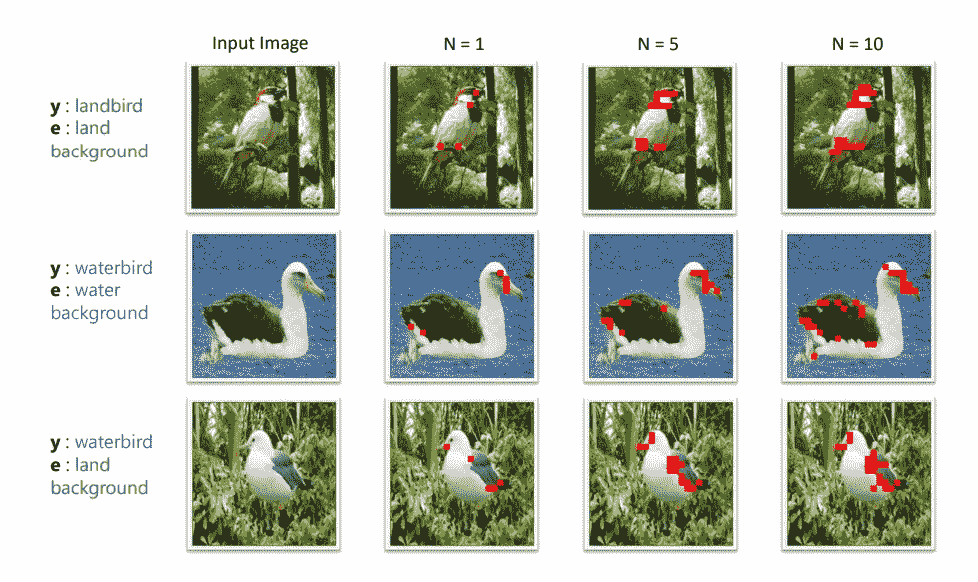 Input Image N = 1 N = 5 N = 10
y : landbird
e : land
background
y : waterbird
e : water
background
y : waterbird
e : land
background